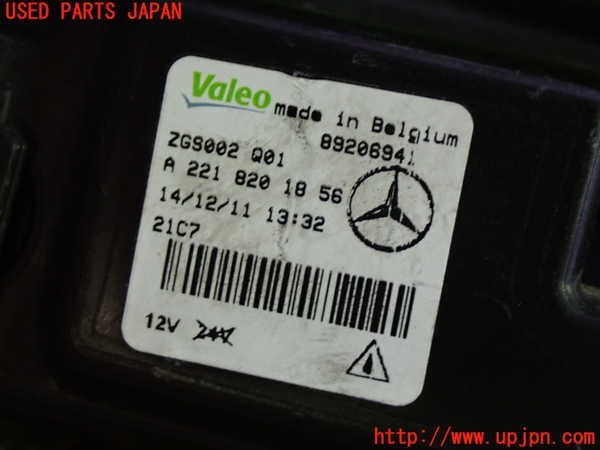 USED PARTS JAPAN
Valeo
made in Belgium
89206941
ZGS002 Q01
A 221 820 18 56
14/12/11 13:32
21C7
12V 24V
http://www.upjpn.com/